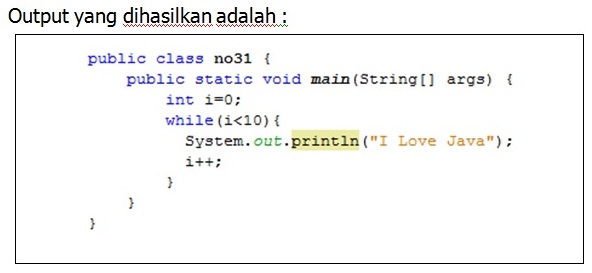 Output yang dihasilkan adalah :
public class no31 {
public static void main(String[] args) {
int i=0;
while(i<10){
System.out.println("I Love Java");
i++;
}
}
}